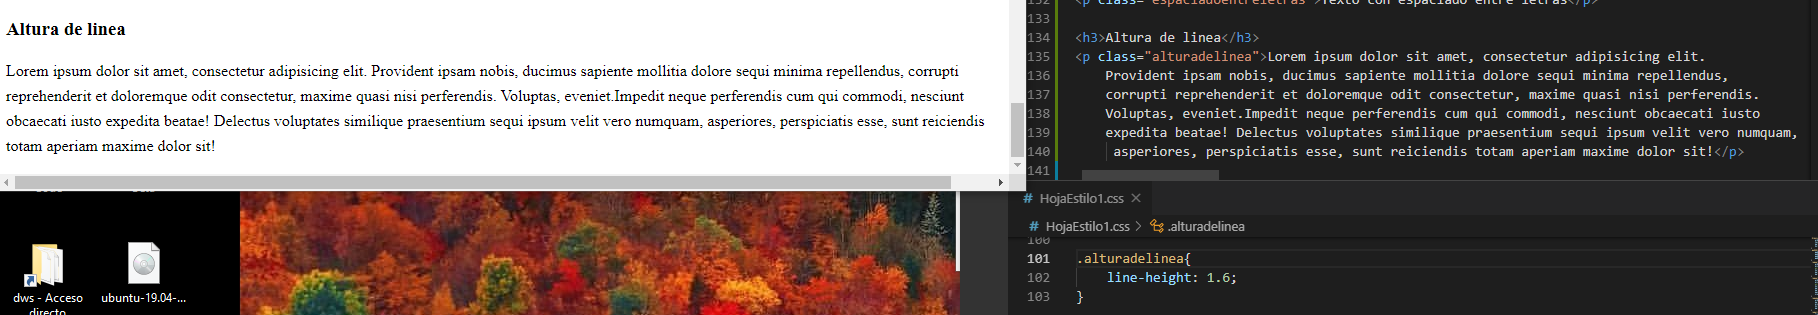 Altura de linea
Lorem ipsum dolor sit amet, consectetur adipisicing elit. Provident ipsam nobis, ducimus sapiente mollitia dolore sequi minima repellendus, corrupti
reprehenderit et doloremque odit consectetur, maxime quasi nisi perferendis. Voluptas, eveniet.Impedit neque perferendis cum qui commodi, nesciunt
obcaecati iusto expedita beatae! Delectus voluptates similique praesentium sequi ipsum velit vero numquam, asperiores, perspiciatis esse, sunt reiciendis
totam aperiam maxime dolor sit!
dws - Acceso
directo
ubuntu-19.04-...
132 <p class="espaciadoentreletras">Texto con espaciado entre letras</p>
133
134 <h3>Altura de linea</h3>
135 <p class="alturadelinea">Lorem ipsum dolor sit amet, consectetur adipisicing elit.
136 Provident ipsam nobis, ducimus sapiente mollitia dolore sequi minima repellendus,
137 corrupti reprehenderit et doloremque odit consectetur, maxime quasi nisi perferendis.
138 Voluptas, eveniet.Impedit neque perferendis cum qui commodi, nesciunt obcaecati iusto
139 expedita beatae! Delectus voluptates similique praesentium sequi ipsum velit vero numquam,
140 asperiores, perspiciatis esse, sunt reiciendis totam aperiam maxime dolor sit!</p>
141
# HojaEstilo1.css ×
# HojaEstilo1.css > .alturadelinea
100
101 .alturadelinea{
102 line-height: 1.6;
103 }